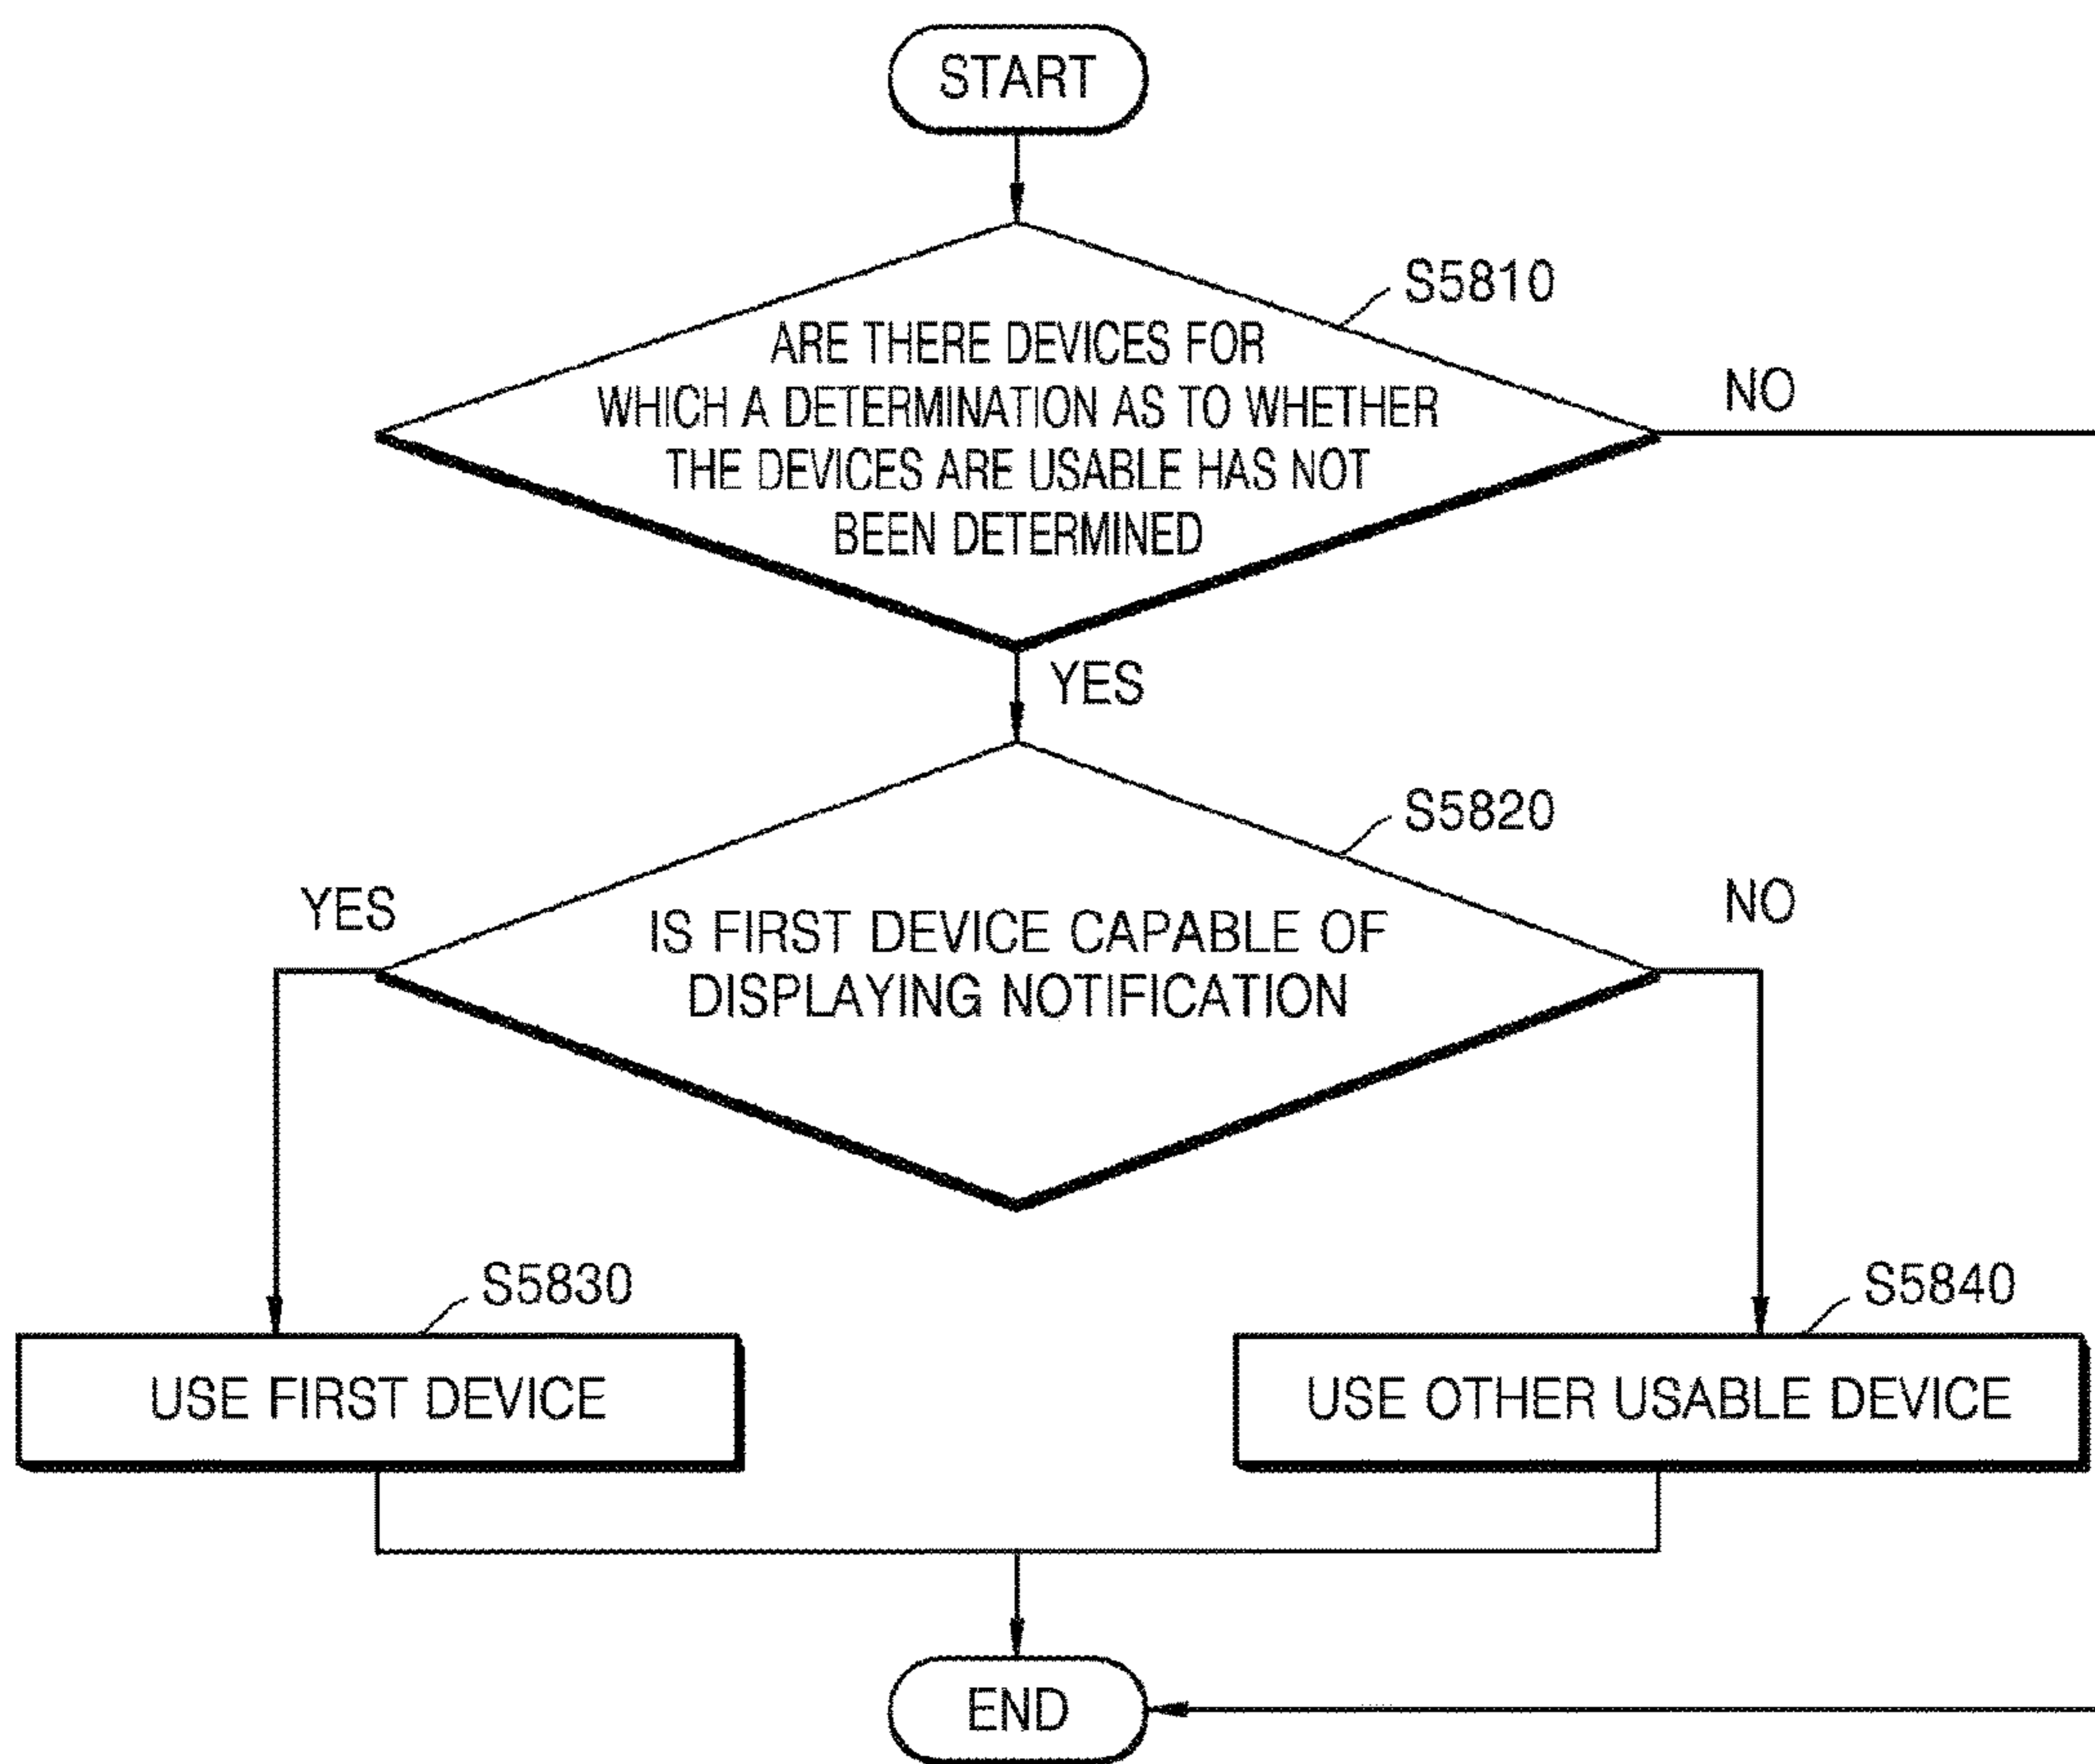 START
S5810
ARE THERE DEVICES FOR
WHICH A DETERMINATION AS TO WHETHER
THE DEVICES ARE USABLE HAS NOT
BEEN DETERMINED
NO
YES
S5820
YES
NO
IS FIRST DEVICE CAPABLE OF
DISPLAYING NOTIFICATION
S5830
S5840
USE FIRST DEVICE
USE OTHER USABLE DEVICE
END